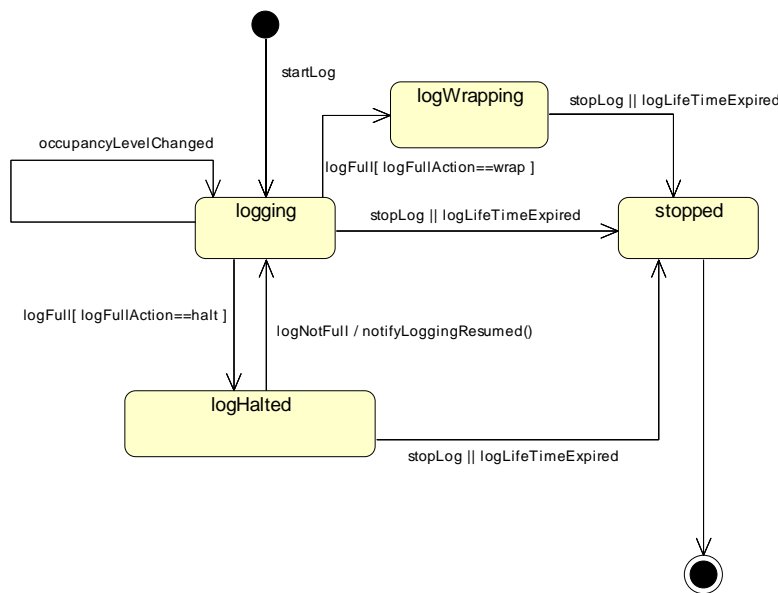 startLog
logWrapping
stopLog || logLifeTimeExpired
occupancyLevelChanged
logFull[ logFullAction==wrap ]
logging
stopLog || logLifeTimeExpired
stopped
logFull[ logFullAction==halt ]
logNotFull / notifyLoggingResumed()
logHalted
stopLog || logLifeTimeExpired